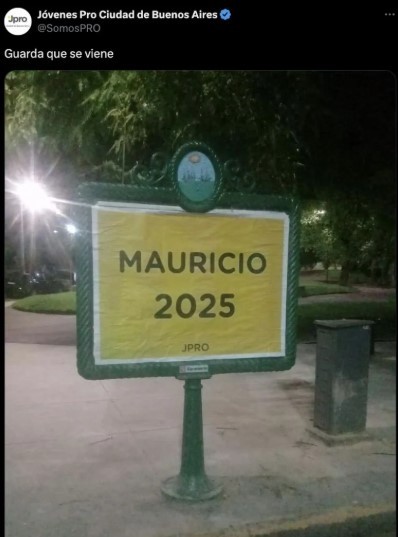 Jpro
Jóvenes Pro Ciudad de Buenos Aires
@SomosPRO
Guarda que se viene
MAURICIO
2025
JPRO